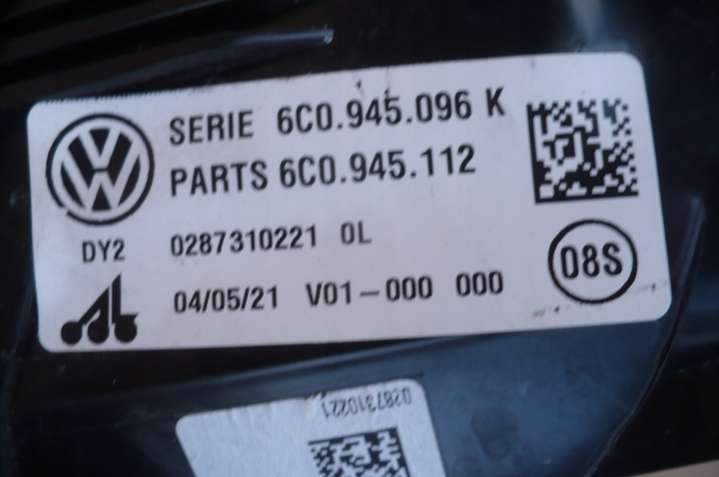 SERIE 6C0.945.096 K
PARTS 6C0.945.112
DY2 0287310221 0L
04/05/21 V01-000 000
08S
0287310221